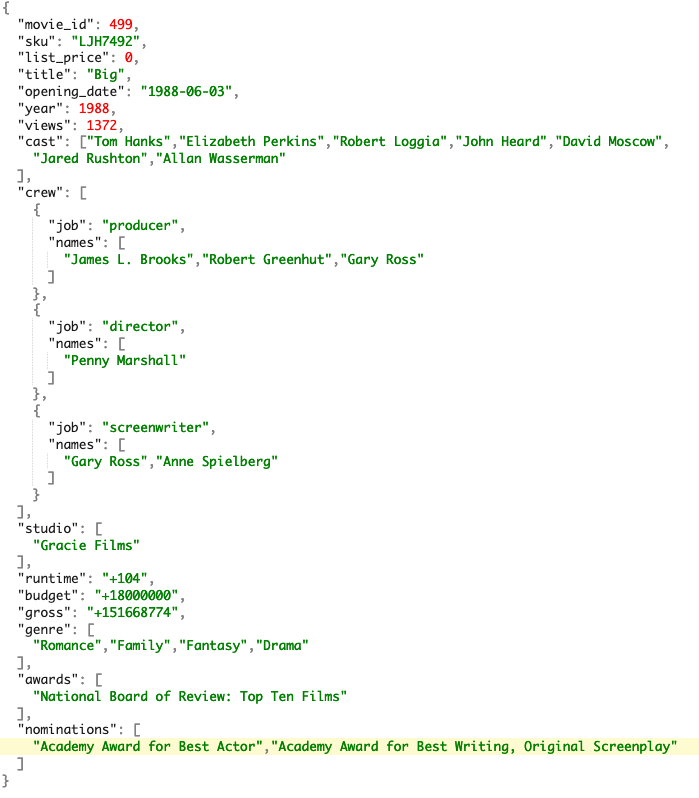 {
  "movie_id": 499,
  "sku": "LJH7492",
  "list_price": 0,
  "title": "Big",
  "opening_date": "1988-06-03",
  "year": 1988,
  "views": 1372,
  "cast": ["Tom Hanks","Elizabeth Perkins","Robert Loggia","John Heard","David Moscow",
    "Jared Rushton","Allan Wasserman"
  ],
  "crew": [
    {
      "job": "producer",
      "names": [
        "James L. Brooks","Robert Greenhut","Gary Ross"
      ]
    },
    {
      "job": "director",
      "names": [
        "Penny Marshall"
      ]
    },
    {
      "job": "screenwriter",
      "names": [
        "Gary Ross","Anne Spielberg"
      ]
    }
  ],
  "studio": [
    "Gracie Films"
  ],
  "runtime": "+104",
  "budget": "+18000000",
  "gross": "+151668774",
  "genre": [
    "Romance","Family","Fantasy","Drama"
  ],
  "awards": [
    "National Board of Review: Top Ten Films"
  ],
  "nominations": [
    "Academy Award for Best Actor","Academy Award for Best Writing, Original Screenplay"
  ]
}